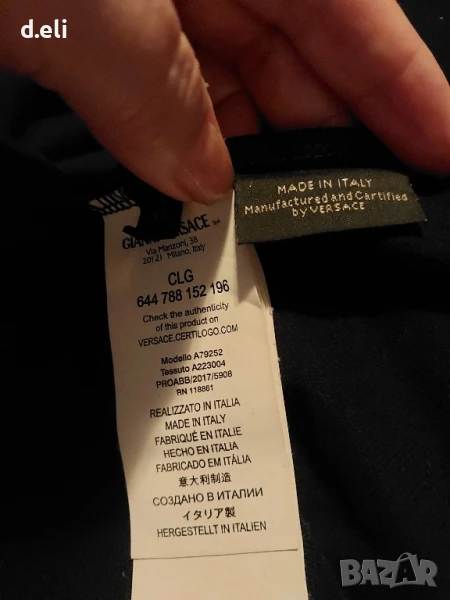 d.eli
MADE IN ITALY
Manufactured and Certified
by VERSACE
Via Manzoni, 38
20121 Milano, Italy
CLG
644 788 152 196
Check the authenticity
of this product on
VERSACE.CERTILOGO.COM
Modello A79252
Tessuto A223004
PROABB/2017/5908
RN 118861
REALIZZATO IN ITALIA
MADE IN ITALY
FABRIQUÉ EN ITALIE
HECHO EN ITALIA
FABRICADO EM ITÁLIA
意大利制造
СОЗДАНО В ИТАЛИИ
イタリア製
HERGESTELLT IN ITALIEN
BAZAR